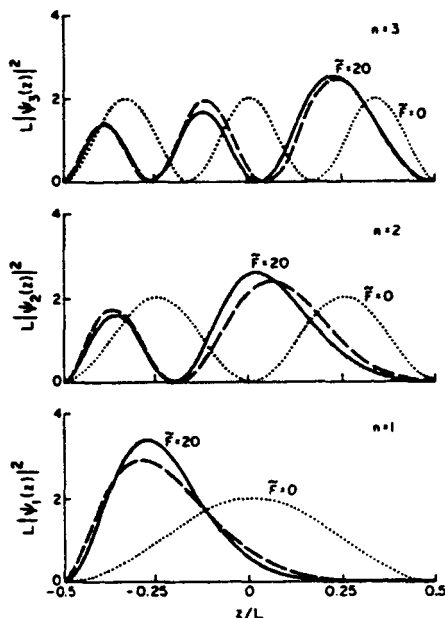 n=3
4
L|ψ₃(z)|²
2
0
F̃=20
F̃=0
n=2
4
L|ψ₂(z)|²
2
0
F̃=20
F̃=0
n=1
4
L|ψ₁(z)|²
2
0
F̃=20
F̃=0
-0.5 -0.25 0 0.25 0.5
z/L